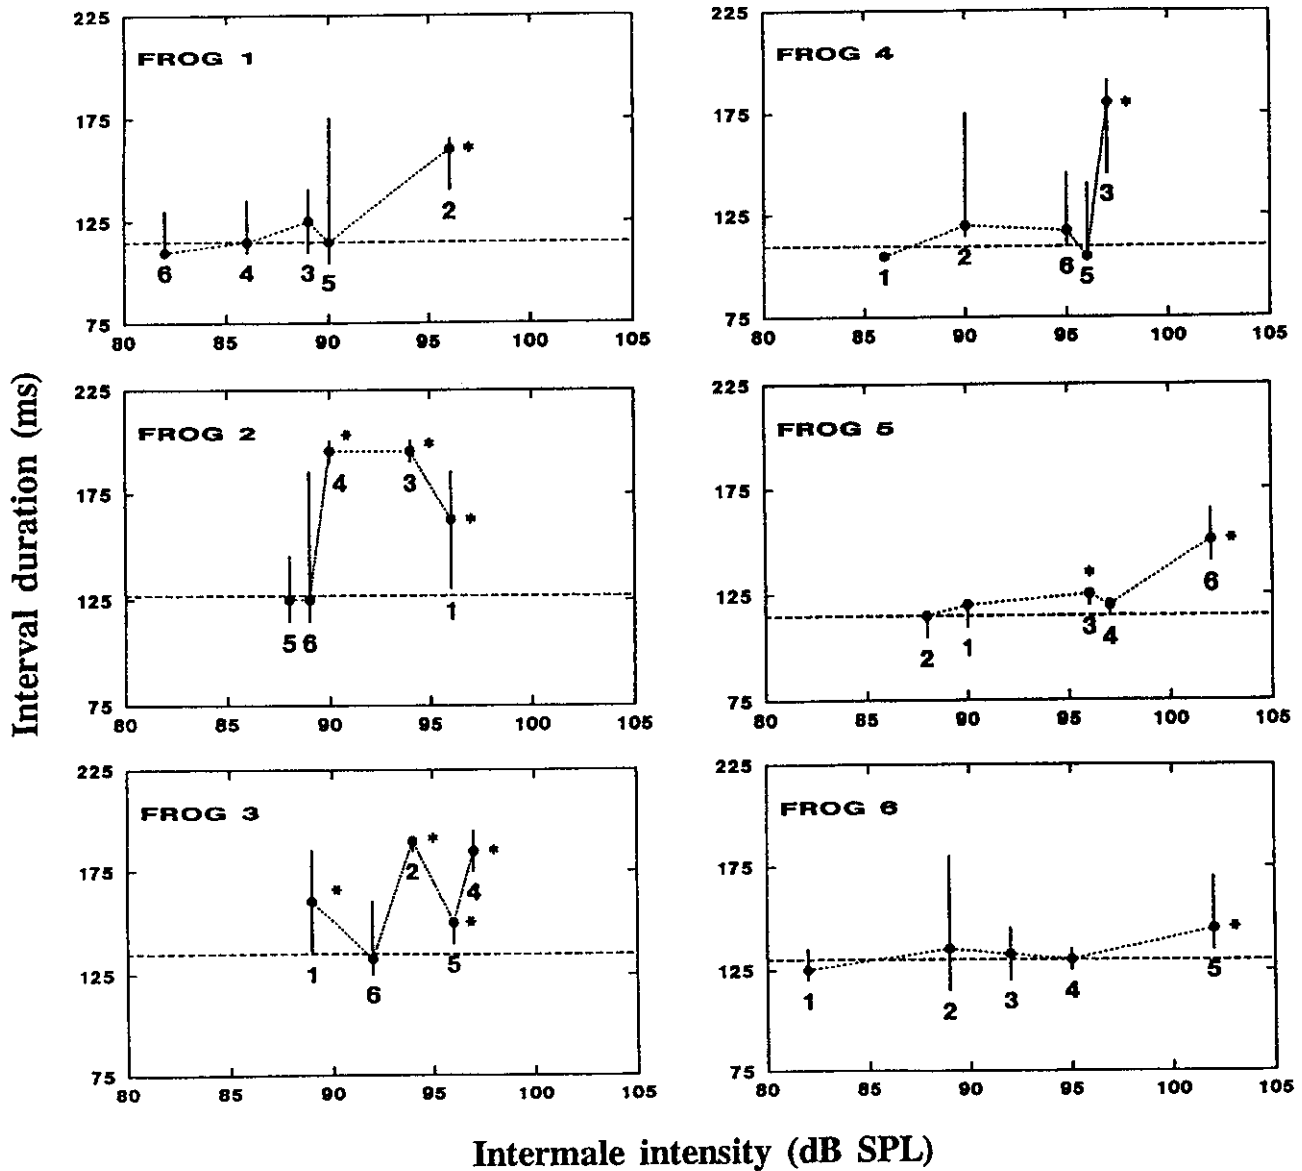 Interval duration (ms)
FROG 1
225
175
125
75
80 85 90 95 100 105
6 4 3 5 2 *
FROG 4
225
175
125
75
80 85 90 95 100 105
1 2 6 5 3 *
FROG 2
225
175
125
75
80 85 90 95 100 105
5 6 4 * 3 * 1 *
FROG 5
225
175
125
75
80 85 90 95 100 105
2 1 3 * 4 6 *
FROG 3
225
175
125
75
80 85 90 95 100 105
1 * 6 2 * 5 * 4 *
FROG 6
225
175
125
75
80 85 90 95 100 105
1 2 3 4 5 *
Intermale intensity (dB SPL)